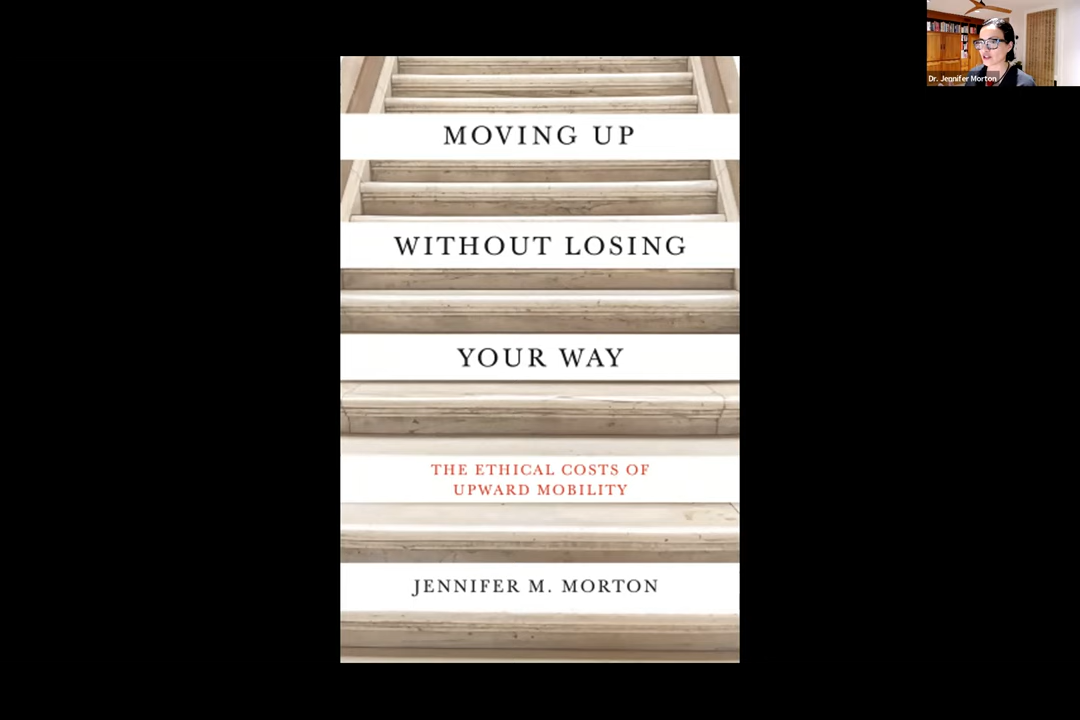 Dr. Jennifer Morton
MOVING UP
WITHOUT LOSING
YOUR WAY
THE ETHICAL COSTS OF
UPWARD MOBILITY
JENNIFER M. MORTON